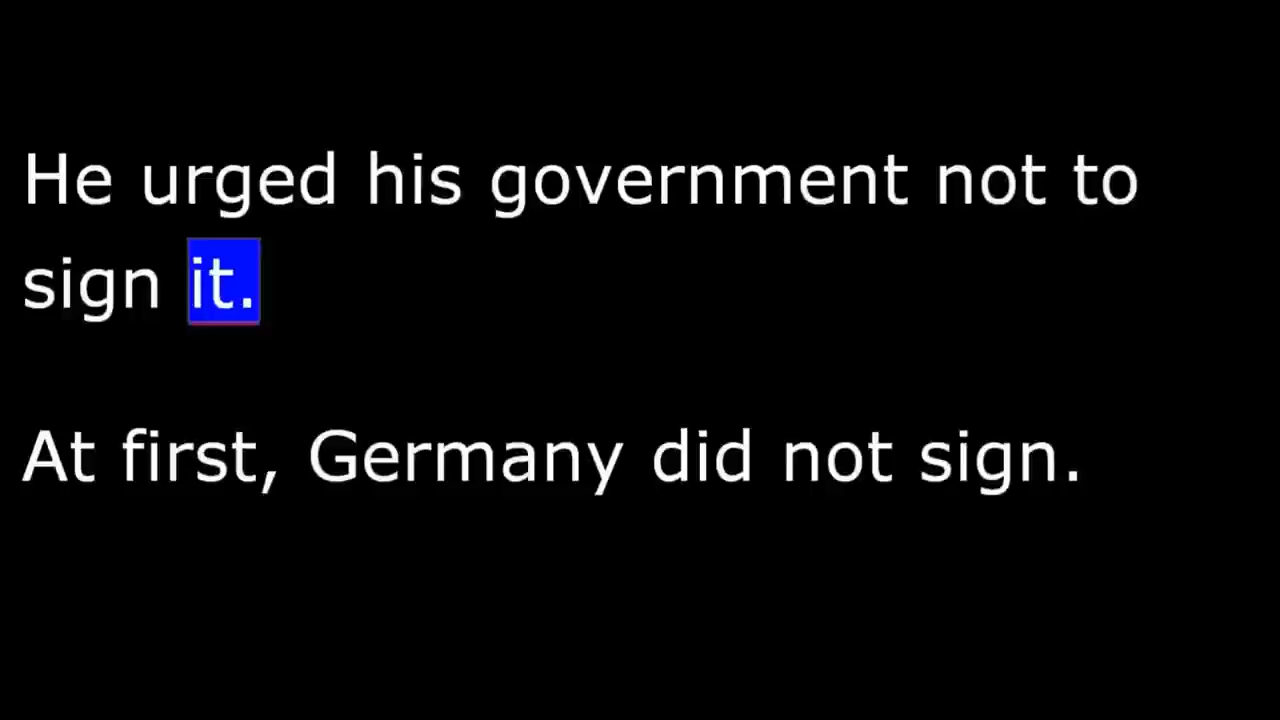 He urged his government not to
sign it.
At first, Germany did not sign.